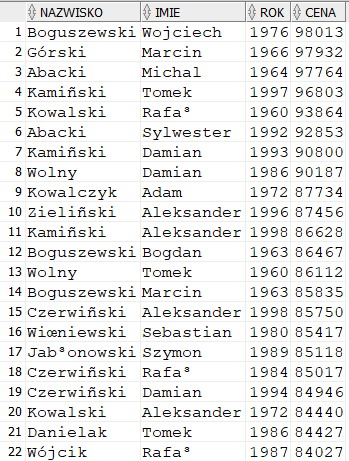 NAZWISKO IMIE ROK CENA
1 Boguszewski Wojciech 1976 98013
2 Górski Marcin 1966 97932
3 Abacki Michal 1964 97764
4 Kamiñski Tomek 1997 96803
5 Kowalski Rafaª 1960 93864
6 Abacki Sylwester 1992 92853
7 Kamiñski Damian 1993 90800
8 Wolny Damian 1986 90187
9 Kowalczyk Adam 1972 87734
10 Zieliñski Aleksander 1996 87456
11 Kamiñski Aleksander 1998 86628
12 Boguszewski Bogdan 1963 86467
13 Wolny Tomek 1960 86112
14 Boguszewski Marcin 1963 85835
15 Czerwiñski Aleksander 1998 85750
16 Wiœniewski Sebastian 1980 85417
17 Jabªonowski Szymon 1989 85118
18 Czerwiñski Rafaª 1984 85017
19 Czerwiñski Damian 1994 84946
20 Kowalski Aleksander 1972 84440
21 Danielak Tomek 1986 84427
22 Wójcik Rafaª 1987 84027